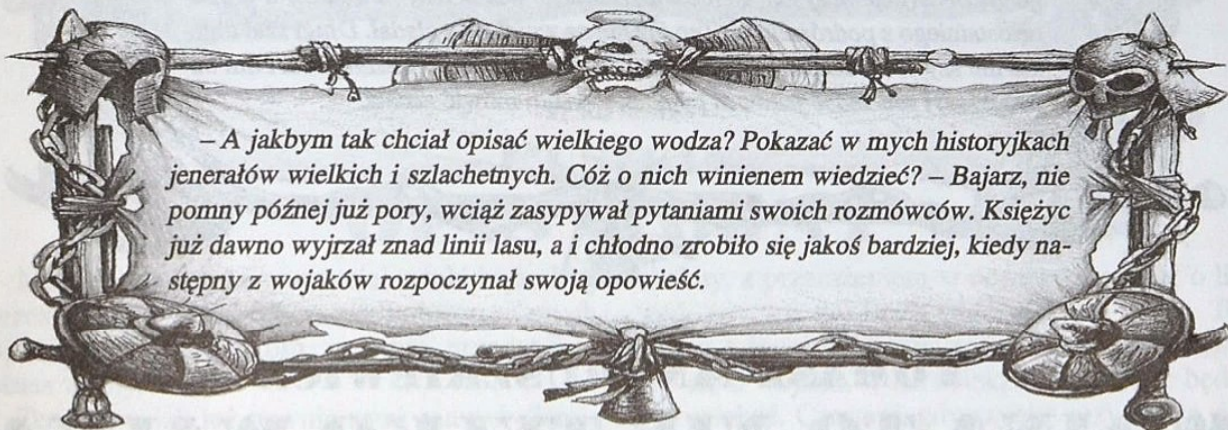 – A jakbym tak chciał opisać wielkiego wodza? Pokazać w mych historyjkach
jenerałów wielkich i szlachetnych. Cóż o nich winienem wiedzieć? – Bajarz, nie
pomny późnej już pory, wciąż zasypywał pytaniami swoich rozmówców. Księżyc
już dawno wyjrzał znad linii lasu, a i chłodno zrobiło się jakoś bardziej, kiedy na-
stępny z wojaków rozpoczynał swoją opowieść.